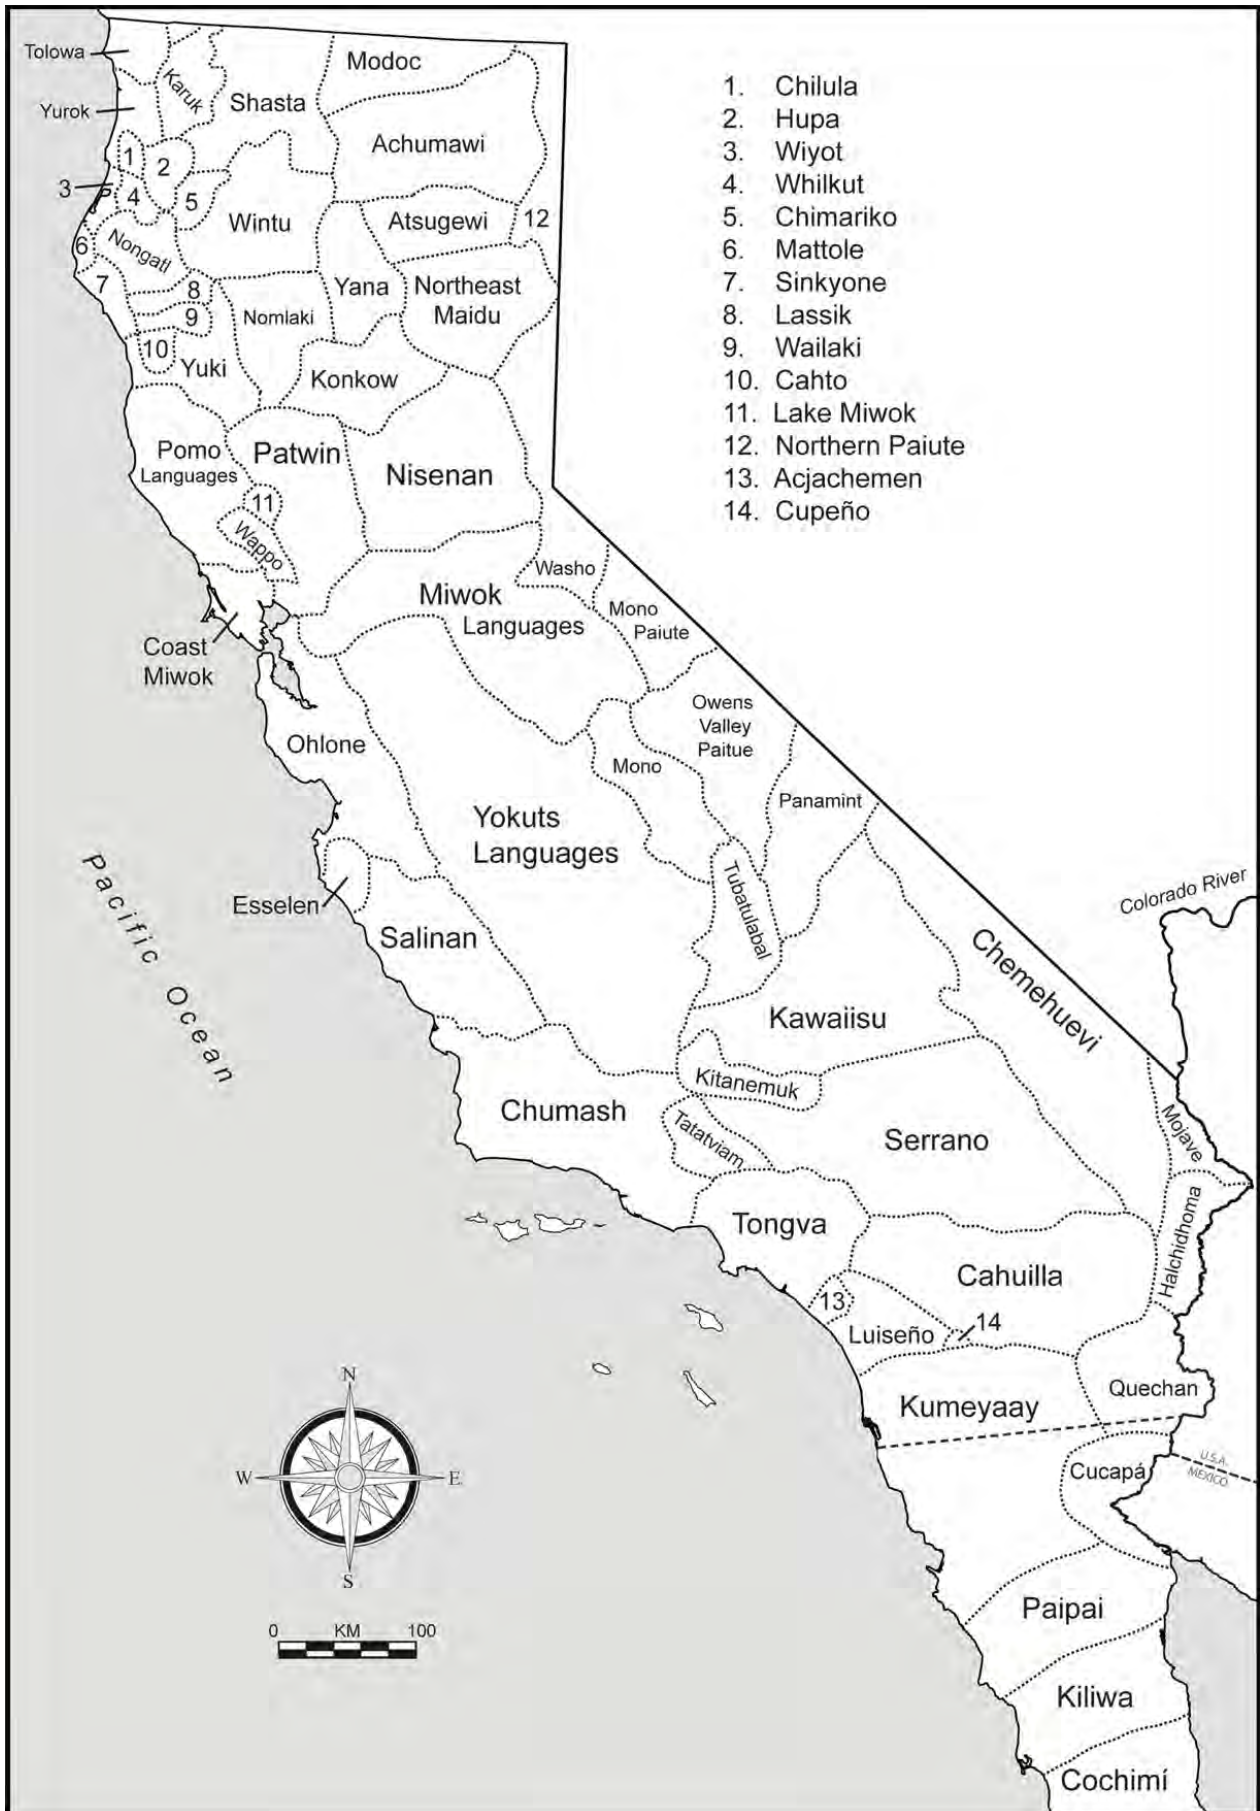 Tolowa
Karuk
Shasta
Modoc
Yurok
Achumawi
1
2
3
4
5
Wintu
Atsugewi
12
6
Nongatl
7
8
Yana
Northeast
Maidu
9
Nomlaki
10
Yuki
Konkow
Pomo
Languages
Patwin
Nisenan
11
Wappo
Washo
Miwok
Languages
Mono
Paiute
Coast
Miwok
Owens
Valley
Paitue
Ohlone
Mono
Panamint
Yokuts
Languages
Tubatulabal
Esselen
Salinan
Colorado River
Chemehuevi
Pacific Ocean
Kawaiisu
Kitanemuk
Chumash
Tatatviam
Serrano
Mojave
Tongva
Halchidhoma
Cahuilla
13
Luiseño
14
Kumeyaay
Quechan
Cucapá
U.S.A.
MEXICO
Paipai
Kiliwa
Cochimí
1. Chilula
2. Hupa
3. Wiyot
4. Whilkut
5. Chimariko
6. Mattole
7. Sinkyone
8. Lassik
9. Wailaki
10. Cahto
11. Lake Miwok
12. Northern Paiute
13. Acjachemen
14. Cupeño
N
W E
S
0 KM 100